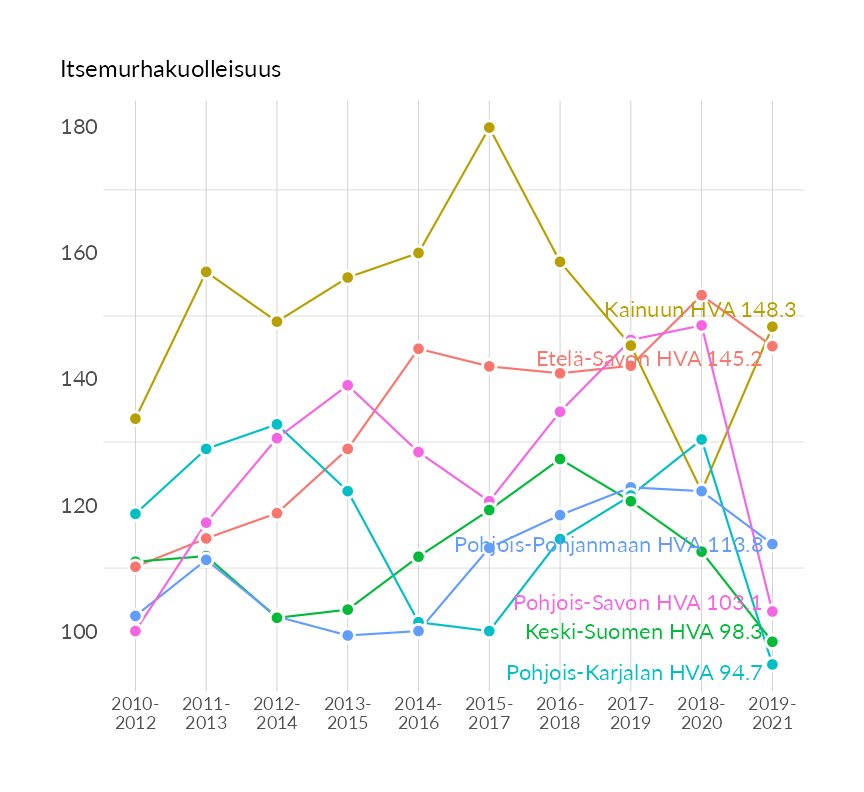 Itsemurhakuolleisuus
180
160
140
120
100
Kainuun HVA 148.3
Etelä-Savon HVA 145.2
Pohjois-Pohjanmaan HVA 113.8
Pohjois-Savon HVA 103.1
Keski-Suomen HVA 98.3
Pohjois-Karjalan HVA 94.7
2010- 2011- 2012- 2013- 2014- 2015- 2016- 2017- 2018- 2019-
2012 2013 2014 2015 2016 2017 2018 2019 2020 2021